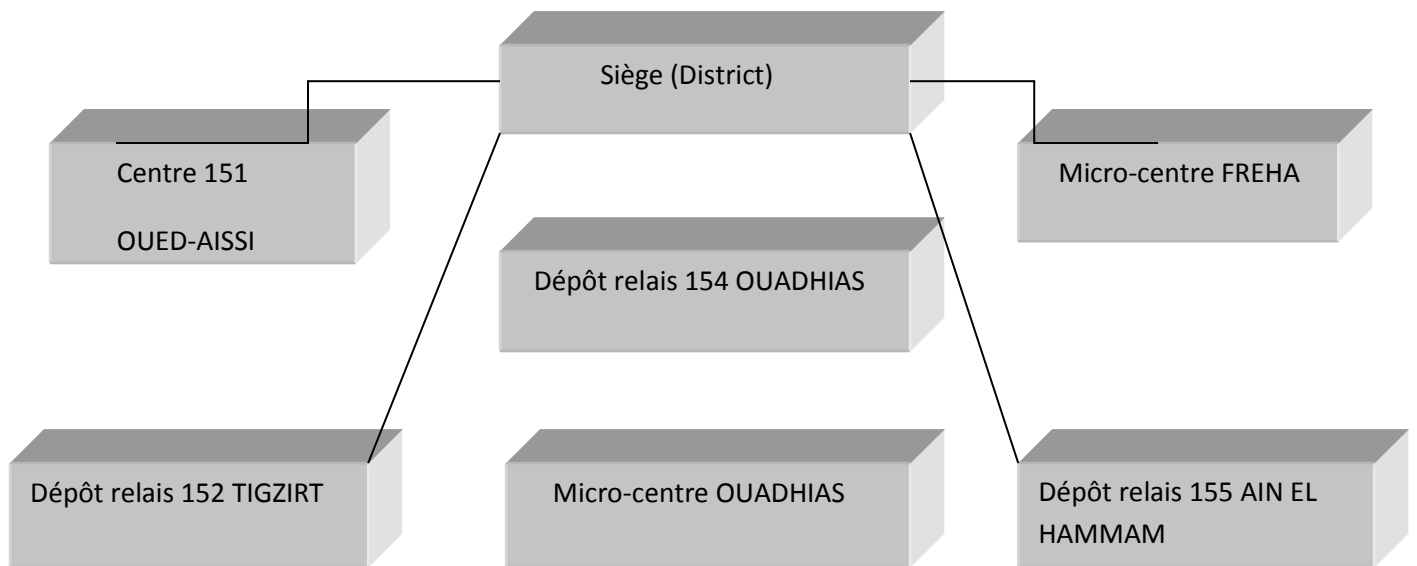 Siège (District)
Centre 151
OUED-AISSI
Micro-centre FREHA
Dépôt relais 154 OUADHIAS
Dépôt relais 152 TIGZIRT
Micro-centre OUADHIAS
Dépôt relais 155 AIN EL
HAMMAM